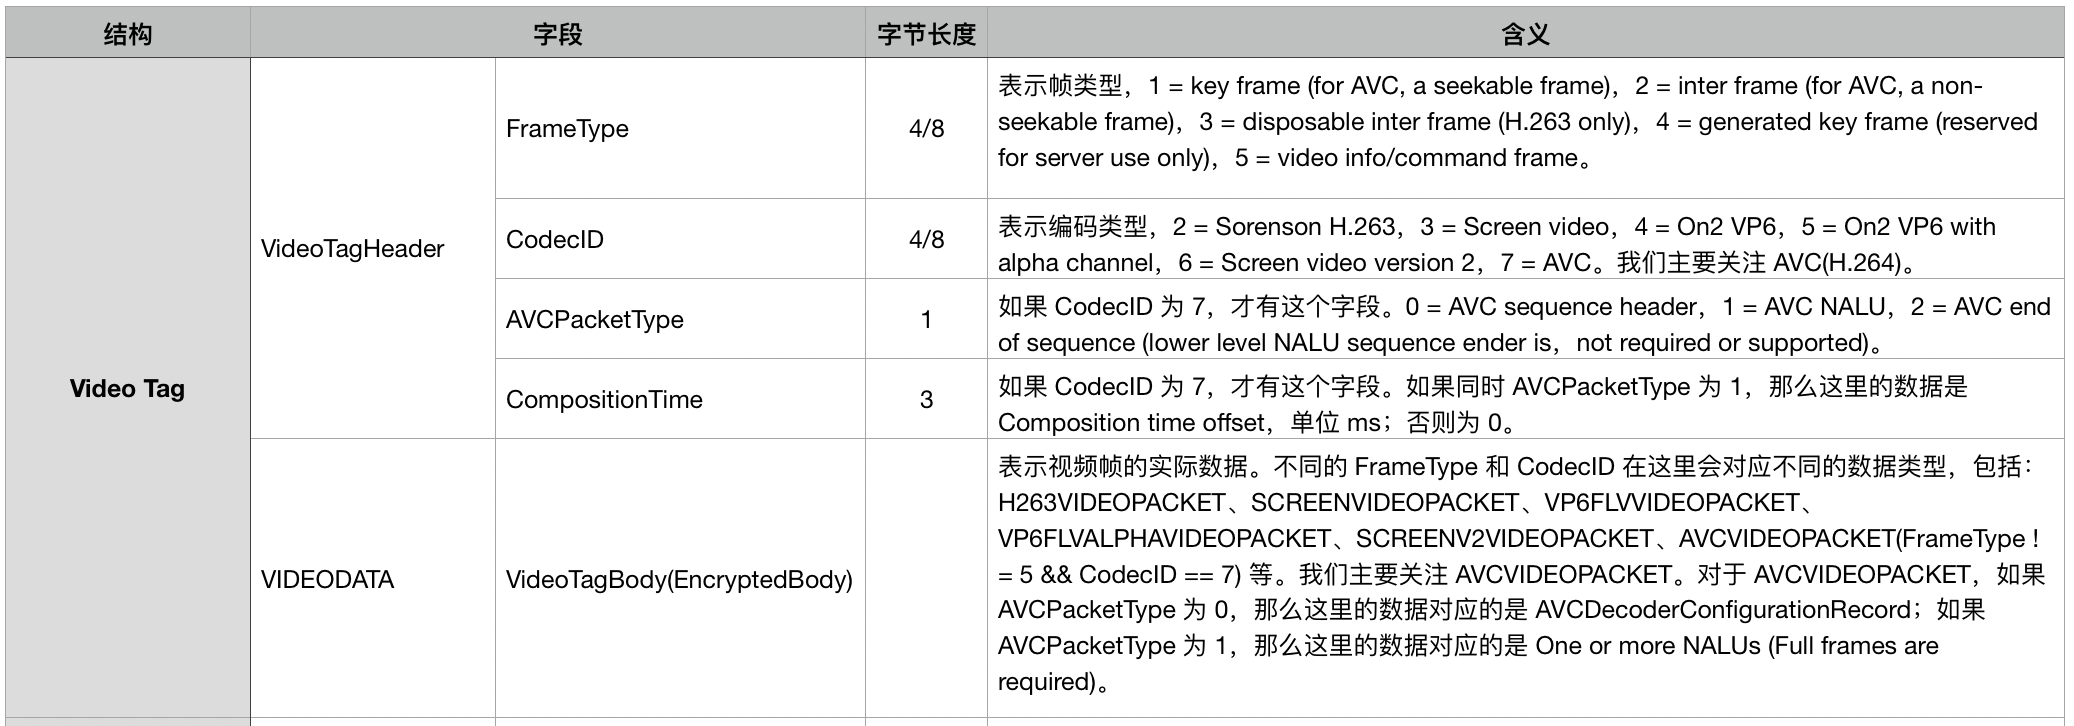 结构 字段 字节长度 含义
Video Tag
VideoTagHeader
FrameType 4/8
表示帧类型，1 = key frame (for AVC, a seekable frame)，2 = inter frame (for AVC, a non-
seekable frame)，3 = disposable inter frame (H.263 only)，4 = generated key frame (reserved
for server use only)，5 = video info/command frame。
CodecID 4/8
表示编码类型，2 = Sorenson H.263，3 = Screen video，4 = On2 VP6，5 = On2 VP6 with
alpha channel，6 = Screen video version 2，7 = AVC。我们主要关注 AVC(H.264)。
AVCPacketType 1
如果 CodecID 为 7，才有这个字段。0 = AVC sequence header，1 = AVC NALU，2 = AVC end
of sequence (lower level NALU sequence ender is，not required or supported)。
CompositionTime 3
如果 CodecID 为 7，才有这个字段。如果同时 AVCPacketType 为 1，那么这里的数据是
Composition time offset，单位 ms；否则为 0。
VIDEODATA
VideoTagBody(EncryptedBody)
表示视频帧的实际数据。不同的 FrameType 和 CodecID 在这里会对应不同的数据类型，包括：
H263VIDEOPACKET、SCREENVIDEOPACKET、VP6FLVVIDEOPACKET、
VP6FLVALPHAVIDEOPACKET、SCREENV2VIDEOPACKET、AVCVIDEOPACKET(FrameType !
= 5 && CodecID == 7) 等。我们主要关注 AVCVIDEOPACKET。对于 AVCVIDEOPACKET，如果
AVCPacketType 为 0，那么这里的数据对应的是 AVCDecoderConfigurationRecord；如果
AVCPacketType 为 1，那么这里的数据对应的是 One or more NALUs (Full frames are
required)。